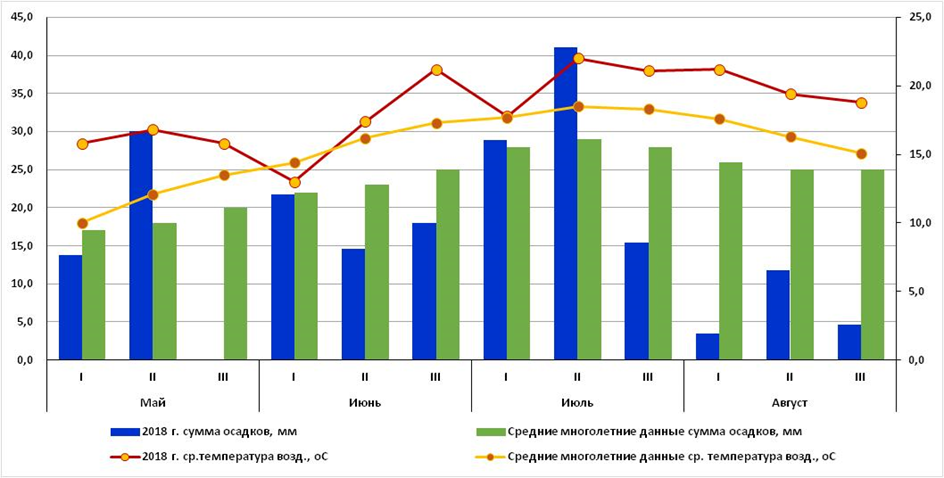 45,0
40,0
35,0
30,0
25,0
20,0
15,0
10,0
5,0
0,0
25,0
20,0
15,0
10,0
5,0
0,0
I II III I II III I II III I II III
Май Июнь Июль Август
2018 г. сумма осадков, мм
Средние многолетние данные сумма осадков, мм
2018 г. ср.температура возд., оС
Средние многолетние данные ср. температура возд., оС